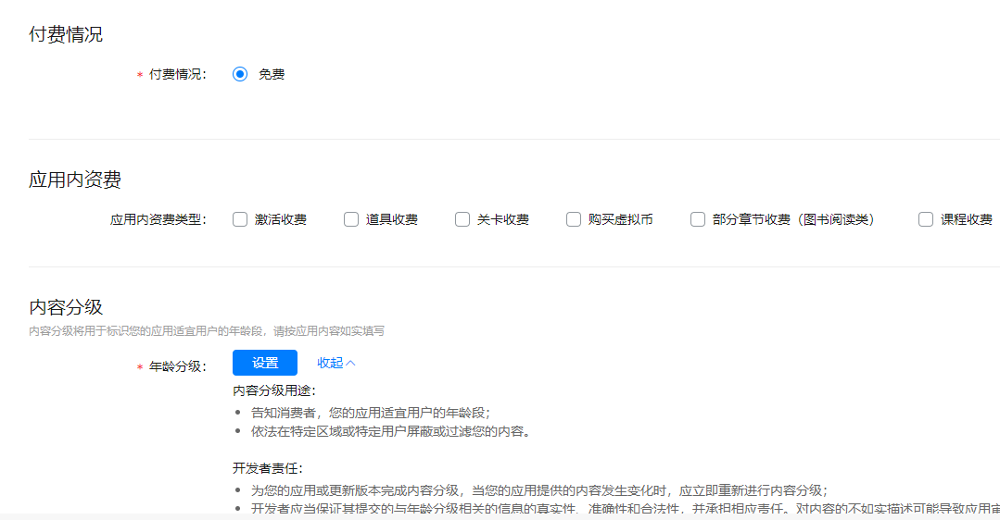 付费情况
* 付费情况： 免费
应用内资费
应用内资费类型： 激活收费 道具收费 关卡收费 购买虚拟币 部分章节收费（图书阅读类） 课程收费
内容分级
内容分级将用于标识您的应用适宜用户的年龄段，请按应用内容如实填写
* 年龄分级： 设置 收起
内容分级用途：
• 告知消费者，您的应用适宜用户的年龄段；
• 依法在特定区域或特定用户屏蔽或过滤您的内容。
开发者责任：
• 为您的应用或更新版本完成内容分级，当您的应用提供的内容发生变化时，应立即重新进行内容分级；
• 开发者应当保证其提交的与年龄分级相关的信息的真实性、准确性和合法性，并承担相应责任。对内容的不如实描述可能导致应用审